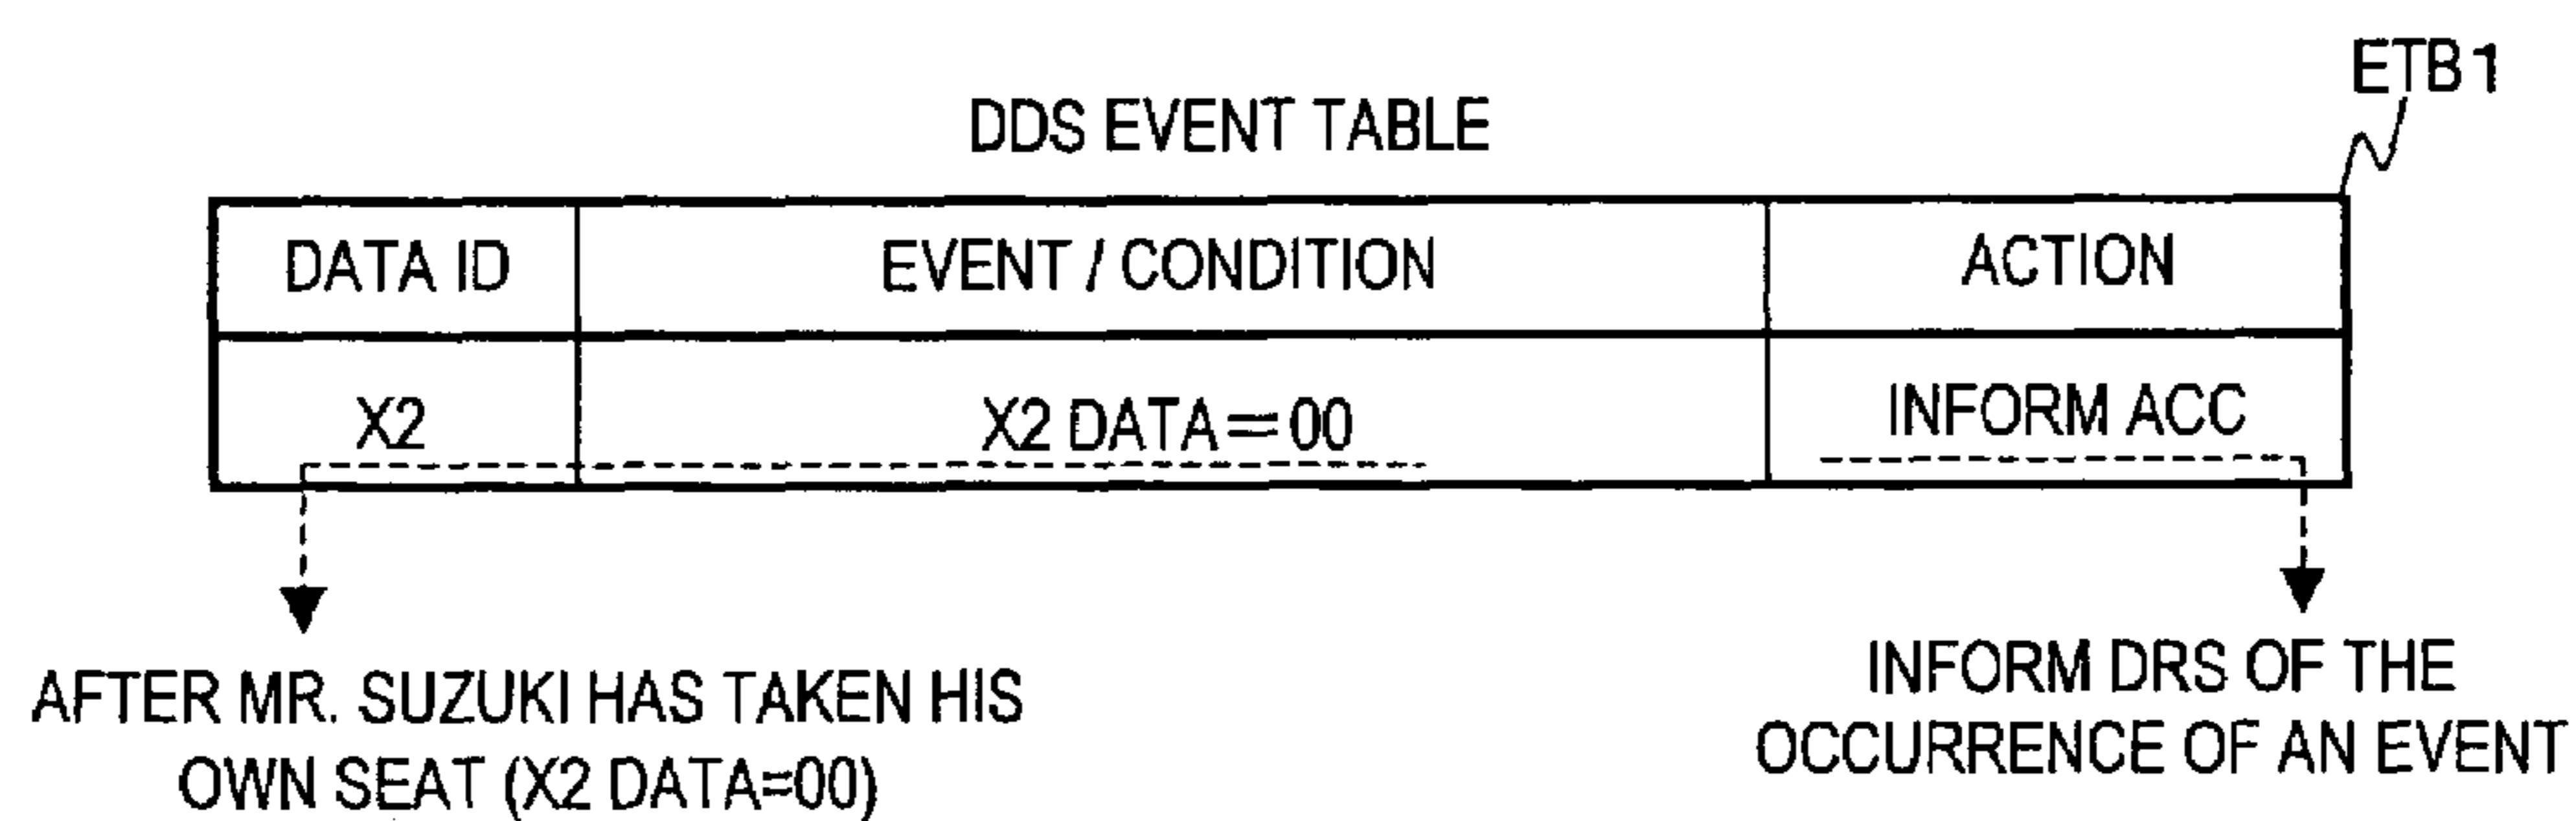 ETB1
DDS EVENT TABLE
DATA ID EVENT / CONDITION ACTION
X2 X2 DATA=00 INFORM ACC
AFTER MR. SUZUKI HAS TAKEN HIS
OWN SEAT (X2 DATA=00)
INFORM DRS OF THE
OCCURRENCE OF AN EVENT